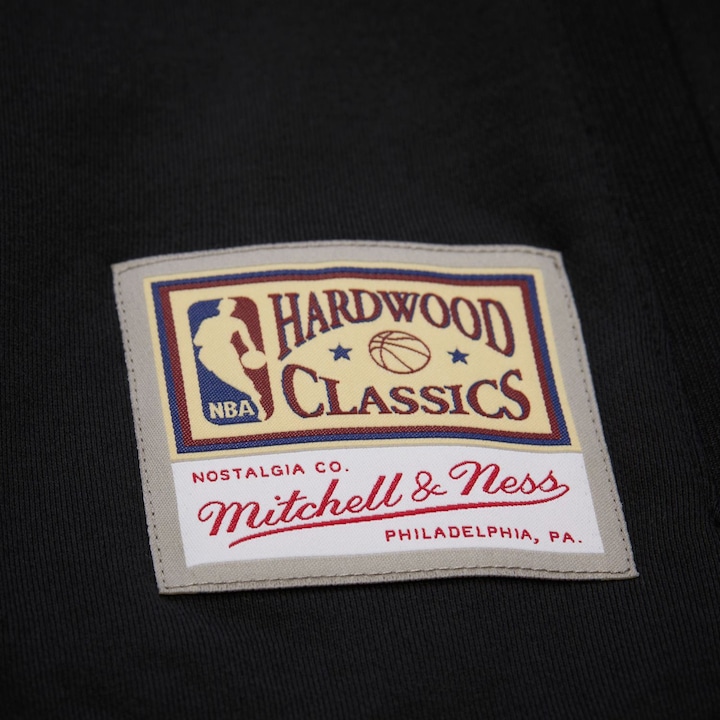 HARDWOOD
CLASSICS
NBA
NOSTALGIA CO.
Mitchell & Ness
PHILADELPHIA, PA.